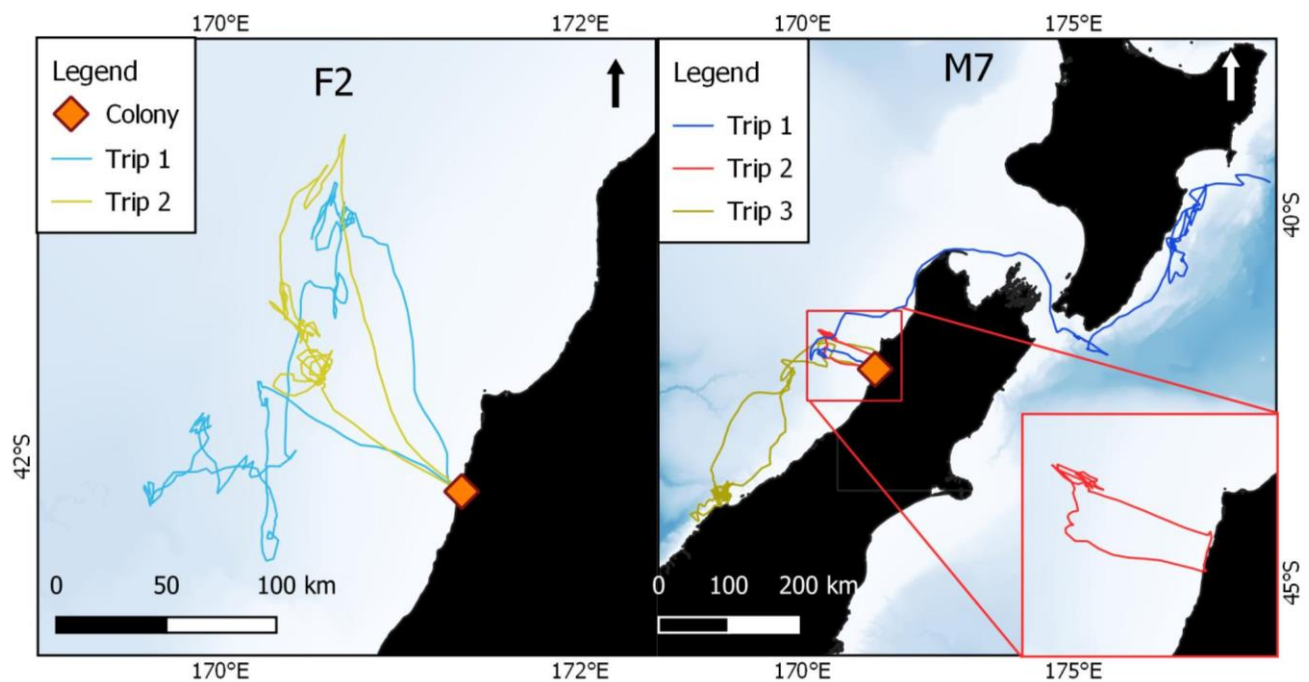 170°E 172°E 170°E 175°E
Legend
Colony
Trip 1
Trip 2
F2
42°S
0 50 100 km
170°E 172°E
Legend
Trip 1
Trip 2
Trip 3
M7
40°S
45°S
0 100 200 km
170°E 175°E